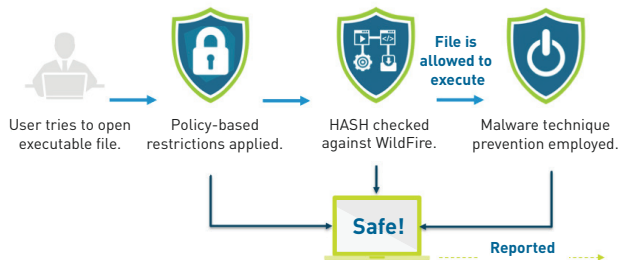 File is
allowed to
execute
User tries to open
executable file.
Policy-based
restrictions applied.
HASH checked
against WildFire.
Malware technique
prevention employed.
Safe!
Reported